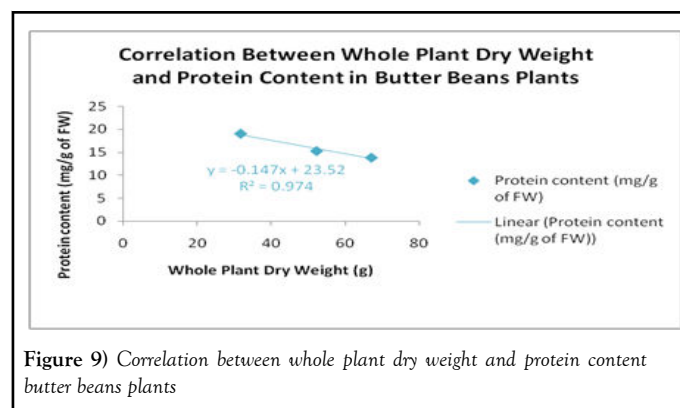 Correlation Between Whole Plant Dry Weight
and Protein Content in Butter Beans Plants
Protein content (mg/g of FW)
25
20
15
10
5
0
y = -0.147x + 23.52
R² = 0.974
0 20 40 60 80
Whole Plant Dry Weight (g)
Protein content (mg/g
of FW)
Linear (Protein content
(mg/g of FW))
Figure 9) Correlation between whole plant dry weight and protein content
butter beans plants